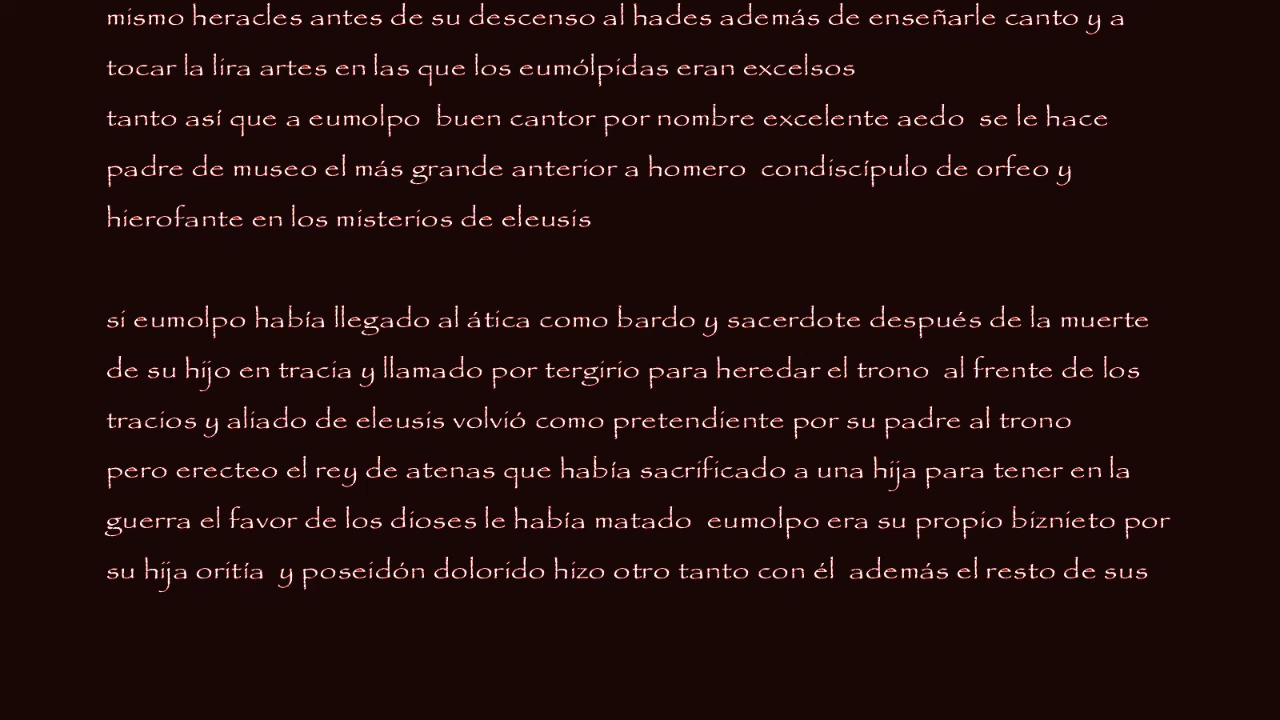 mismo heracles antes de su descenso al hades además de enseñarle canto y a
tocar la lira artes en las que los eumólpidas eran excelsos
tanto así que a eumolpo  buen cantor por nombre excelente aedo  se le hace
padre de museo el más grande anterior a homero  condiscípulo de orfeo y
hierofante en los misterios de eleusis
si eumolpo había llegado al ática como bardo y sacerdote después de la muerte
de su hijo en tracia y llamado por tergirio para heredar el trono  al frente de los
tracios y aliado de eleusis volvió como pretendiente por su padre al trono
pero erecteo el rey de atenas que había sacrificado a una hija para tener en la
guerra el favor de los dioses le había matado  eumolpo era su propio biznieto por
su hija oritía  y poseidón dolorido hizo otro tanto con él  además el resto de sus